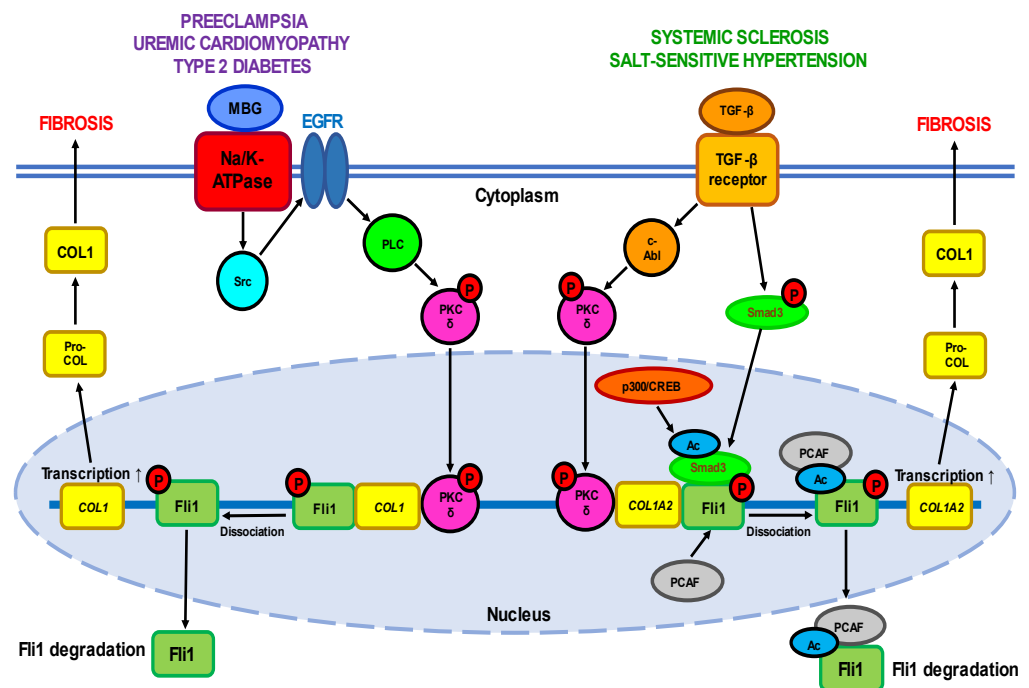 PREECLAMPSIA
UREMIC CARDIOMYOPATHY
TYPE 2 DIABETES
SYSTEMIC SCLEROSIS
SALT-SENSITIVE HYPERTENSION
MBG
EGFR
TGF-β
FIBROSIS
FIBROSIS
Na/K-
ATPase
TGF-β
receptor
Cytoplasm
COL1
Src
PLC
c-
Abl
COL1
P
PKC
δ
P
PKC
δ
P
Smad3
Pro-
COL
Pro-
COL
p300/CREB
Ac
Smad3
PCAF
Ac
Transcription ↑
Transcription ↑
COL1
P
Fli1
Dissociation
P
Fli1
COL1
P
PKC
δ
P
PKC
δ
COL1A2
P
Fli1
Dissociation
P
Fli1
COL1A2
PCAF
Nucleus
Fli1 degradation
Fli1
PCAF
Ac
Fli1
Fli1 degradation